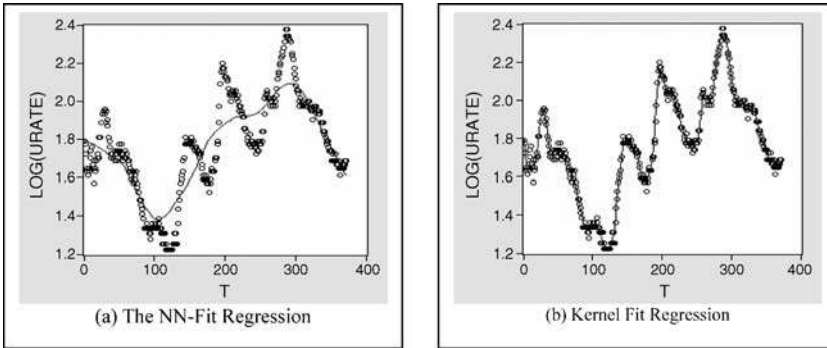 2.4
2.2
2.0
1.8
1.6
1.4
1.2
LOG(URATE)
0 100 200 300 400
T
(a) The NN-Fit Regression
2.4
2.2
2.0
1.8
1.6
1.4
1.2
LOG(URATE)
0 100 200 300 400
T
(b) Kernel Fit Regression